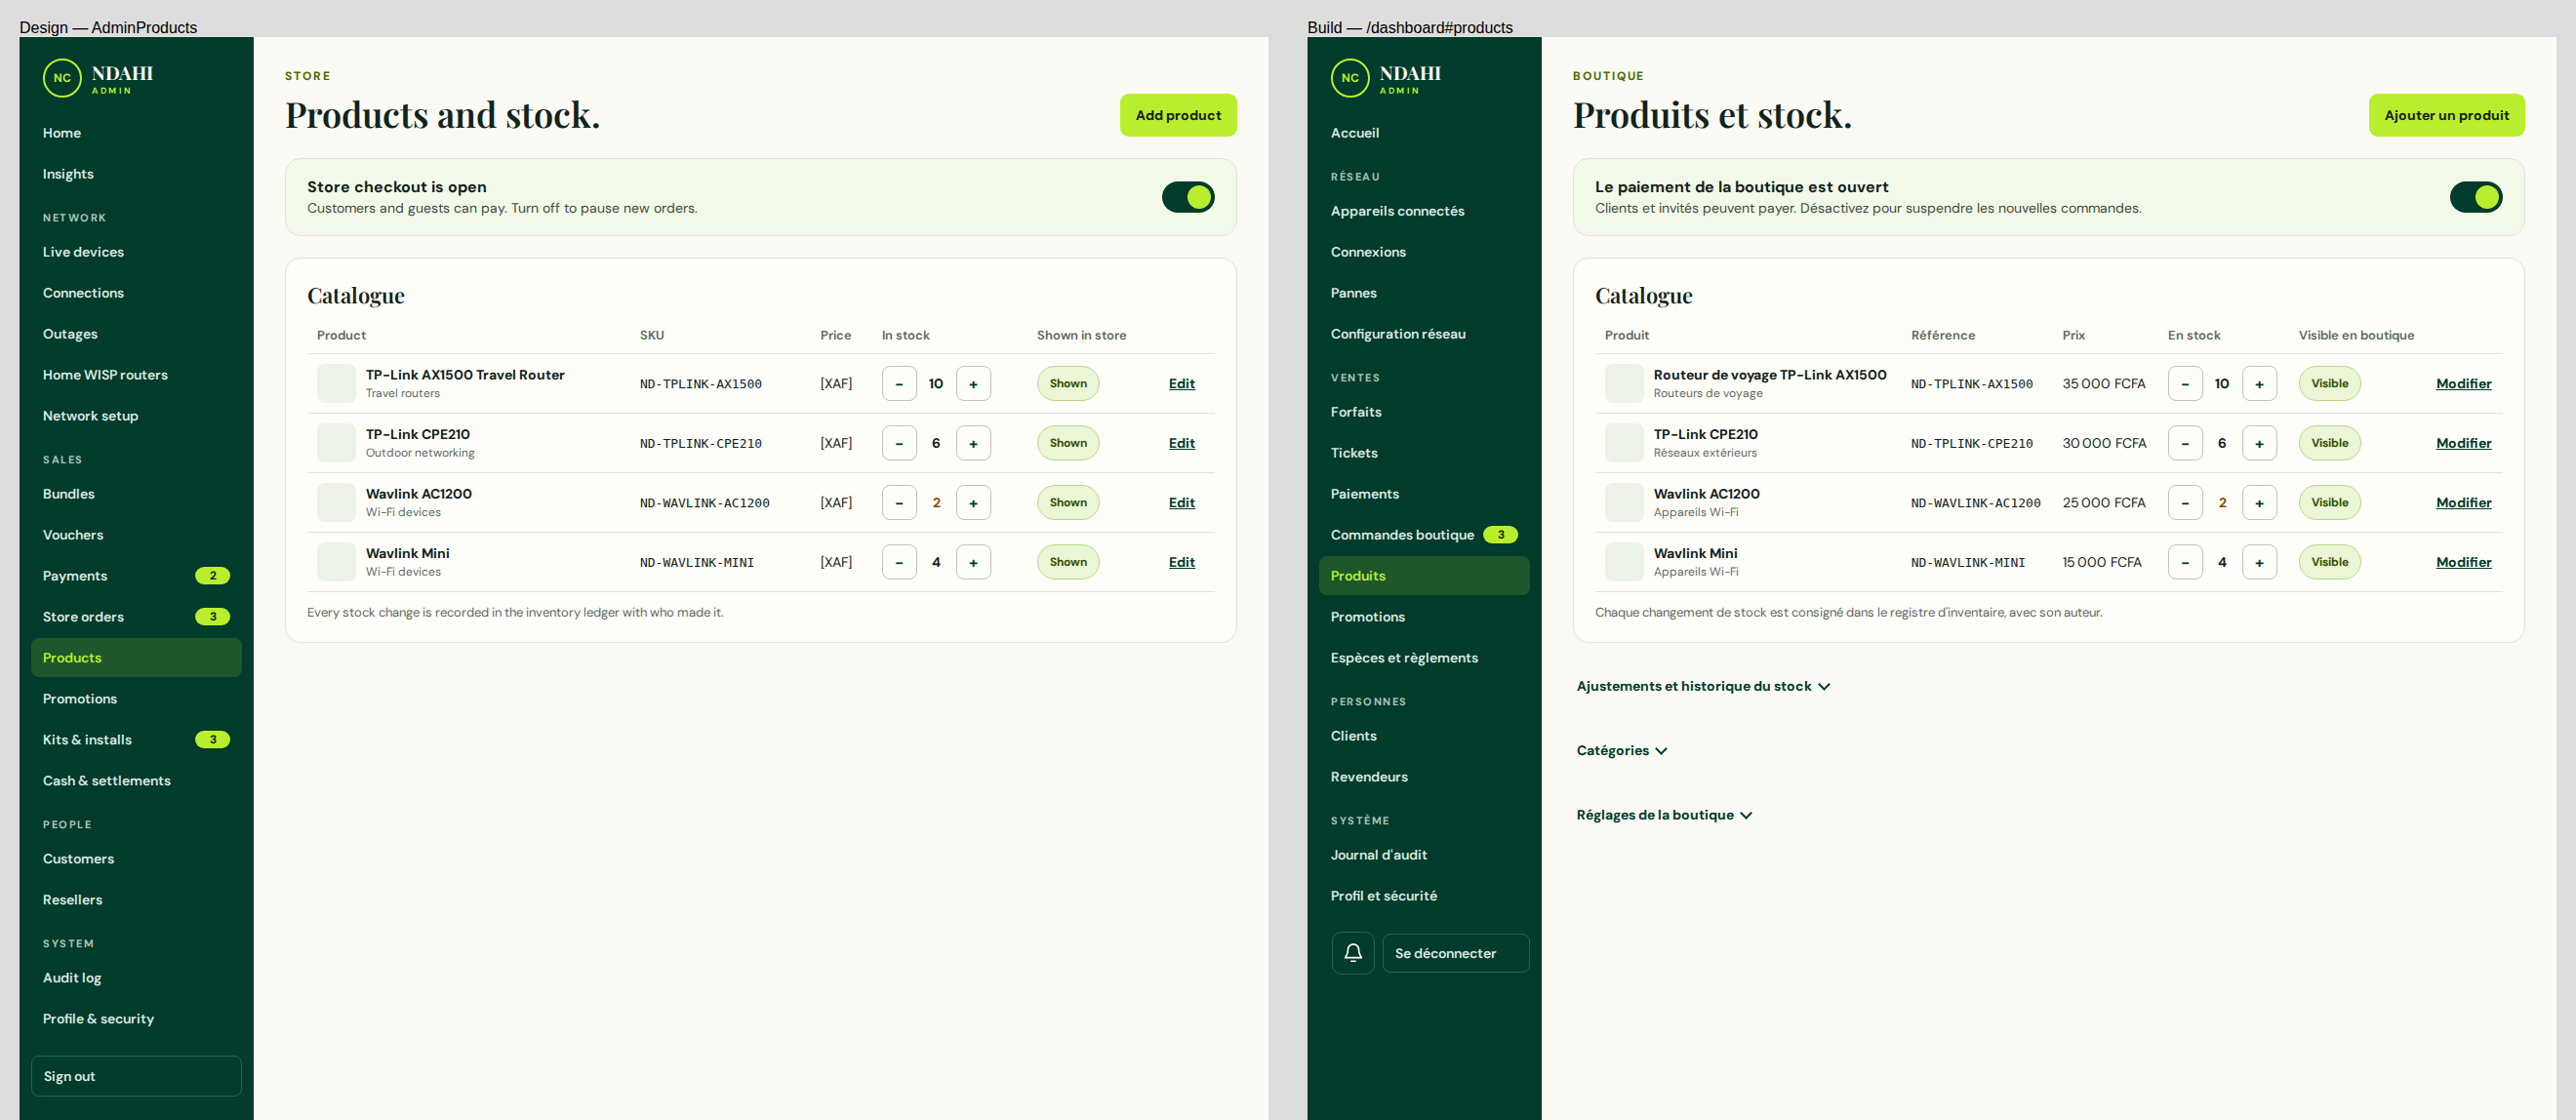 Design — AdminProducts
NC
NDAHI
ADMIN
Home
Insights
NETWORK
Live devices
Connections
Outages
Home WISP routers
Network setup
SALES
Bundles
Vouchers
Payments 2
Store orders 3
Products
Promotions
Kits & installs 3
Cash & settlements
PEOPLE
Customers
Resellers
SYSTEM
Audit log
Profile & security
Sign out
STORE
Products and stock.
Add product
Store checkout is open
Customers and guests can pay. Turn off to pause new orders.
Catalogue
Product SKU Price In stock Shown in store
TP-Link AX1500 Travel Router
Travel routers
ND-TPLINK-AX1500 [XAF] - 10 + Shown Edit
TP-Link CPE210
Outdoor networking
ND-TPLINK-CPE210 [XAF] - 6 + Shown Edit
Wavlink AC1200
Wi-Fi devices
ND-WAVLINK-AC1200 [XAF] - 2 + Shown Edit
Wavlink Mini
Wi-Fi devices
ND-WAVLINK-MINI [XAF] - 4 + Shown Edit
Every stock change is recorded in the inventory ledger with who made it.
Build — /dashboard#products
NC
NDAHI
ADMIN
Accueil
RÉSEAU
Appareils connectés
Connexions
Pannes
Configuration réseau
VENTES
Forfaits
Tickets
Paiements
Commandes boutique 3
Produits
Promotions
Espèces et règlements
PERSONNES
Clients
Revendeurs
SYSTÈME
Journal d'audit
Profil et sécurité
Se déconnecter
BOUTIQUE
Produits et stock.
Ajouter un produit
Le paiement de la boutique est ouvert
Clients et invités peuvent payer. Désactivez pour suspendre les nouvelles commandes.
Catalogue
Produit Référence Prix En stock Visible en boutique
Routeur de voyage TP-Link AX1500
Routeurs de voyage
ND-TPLINK-AX1500 35 000 FCFA - 10 + Visible Modifier
TP-Link CPE210
Réseaux extérieurs
ND-TPLINK-CPE210 30 000 FCFA - 6 + Visible Modifier
Wavlink AC1200
Appareils Wi-Fi
ND-WAVLINK-AC1200 25 000 FCFA - 2 + Visible Modifier
Wavlink Mini
Appareils Wi-Fi
ND-WAVLINK-MINI 15 000 FCFA - 4 + Visible Modifier
Chaque changement de stock est consigné dans le registre d'inventaire, avec son auteur.
Ajustements et historique du stock
Catégories
Réglages de la boutique